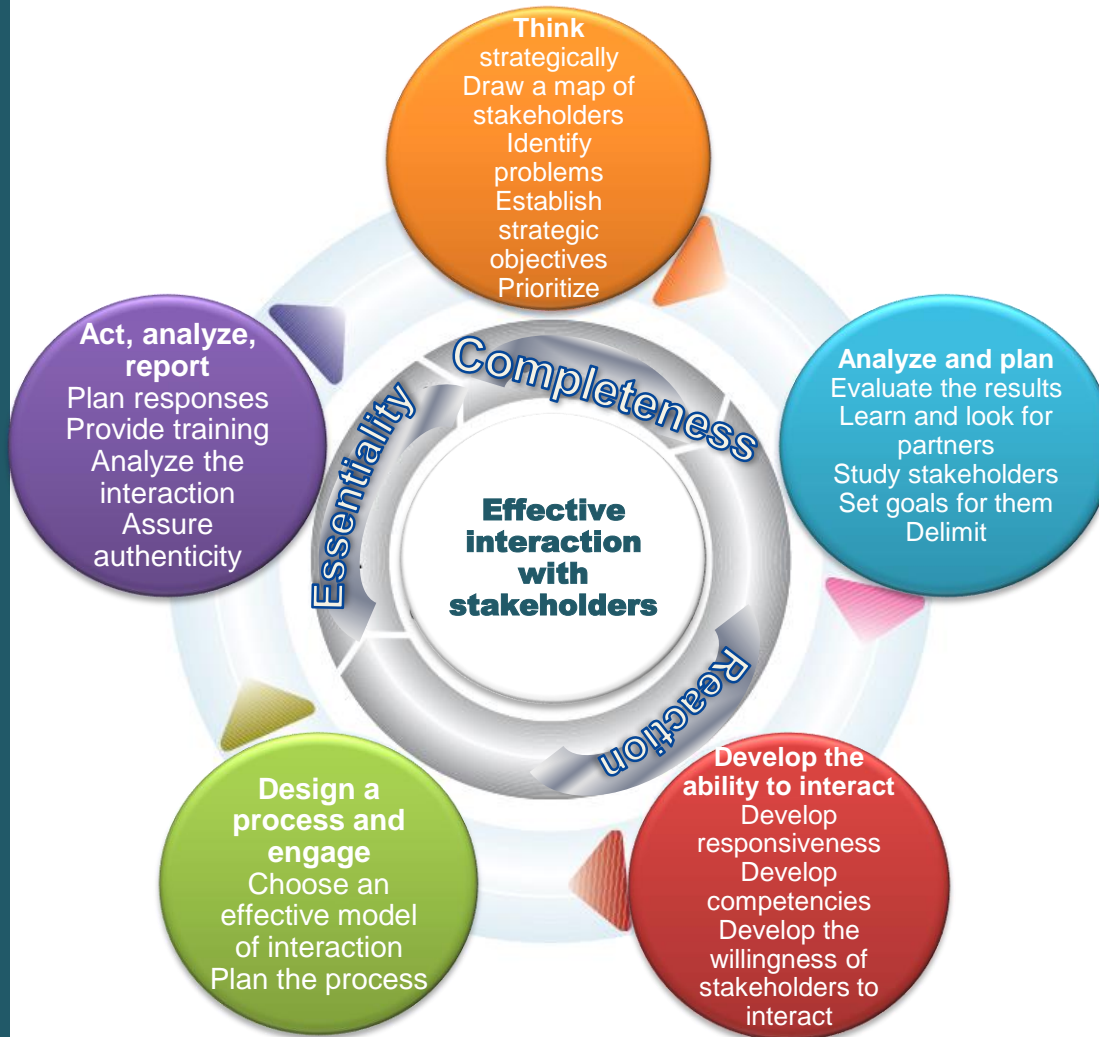 Think
strategically
Draw a map of
stakeholders
Identify
problems
Establish
strategic
objectives
Prioritize
Analyze and plan
Evaluate the results
Learn and look for
partners
Study stakeholders
Set goals for them
Delimit
Develop the
ability to interact
Develop
responsiveness
Develop
competencies
Develop the
willingness of
stakeholders to
interact
Design a
process and
engage
Choose an
effective model
of interaction
Plan the process
Act, analyze,
report
Plan responses
Provide training
Analyze the
interaction
Assure
authenticity
Completeness
Reaction
Essentiality
Effective
interaction
with
stakeholders